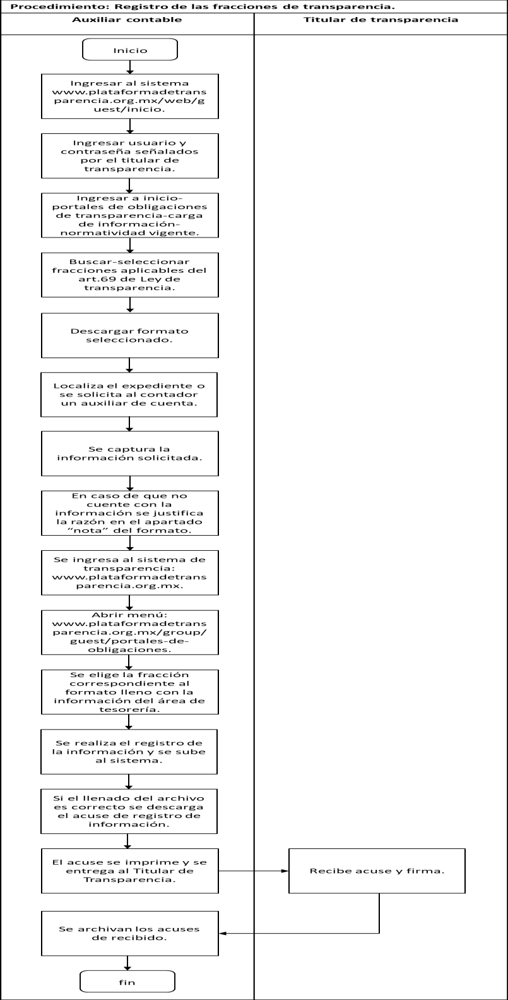 Procedimiento: Registro de las fracciones de transparencia.
Auxiliar contable
Titular de transparencia
Inicio
Ingresar al sistema
www.plataformadetrans
parencia.org.mx/web/g
uest/inicio.
Ingresar usuario y
contraseña señalados
por el titular de
transparencia.
Ingresar a inicio-
portales de obligaciones
de transparencia-carga
de información-
normatividad vigente.
Buscar-seleccionar
fracciones aplicables del
art.69 de Ley de
transparencia.
Descargar formato
seleccionado.
Localiza el expediente o
se solicita al contador
un auxiliar de cuenta.
Se captura la
información solicitada.
En caso de que no
cuente con la
información se justifica
la razón en el apartado
“nota” del formato.
Se ingresa al sistema de
transparencia:
www.plataformadetrans
parencia.org.mx.
Abrir menú:
www.plataformadetrans
parencia.org.mx/group/
guest/portales-de-
obligaciones.
Se elige la fracción
correspondiente al
formato lleno con la
información del área de
tesorería.
Se realiza el registro de
la información y se sube
al sistema.
Si el llenado del archivo
es correcto se descarga
el acuse de registro de
información.
El acuse se imprime y se
entrega al Titular de
Transparencia.
Recibe acuse y firma.
Se archivan los acuses
de recibido.
fin